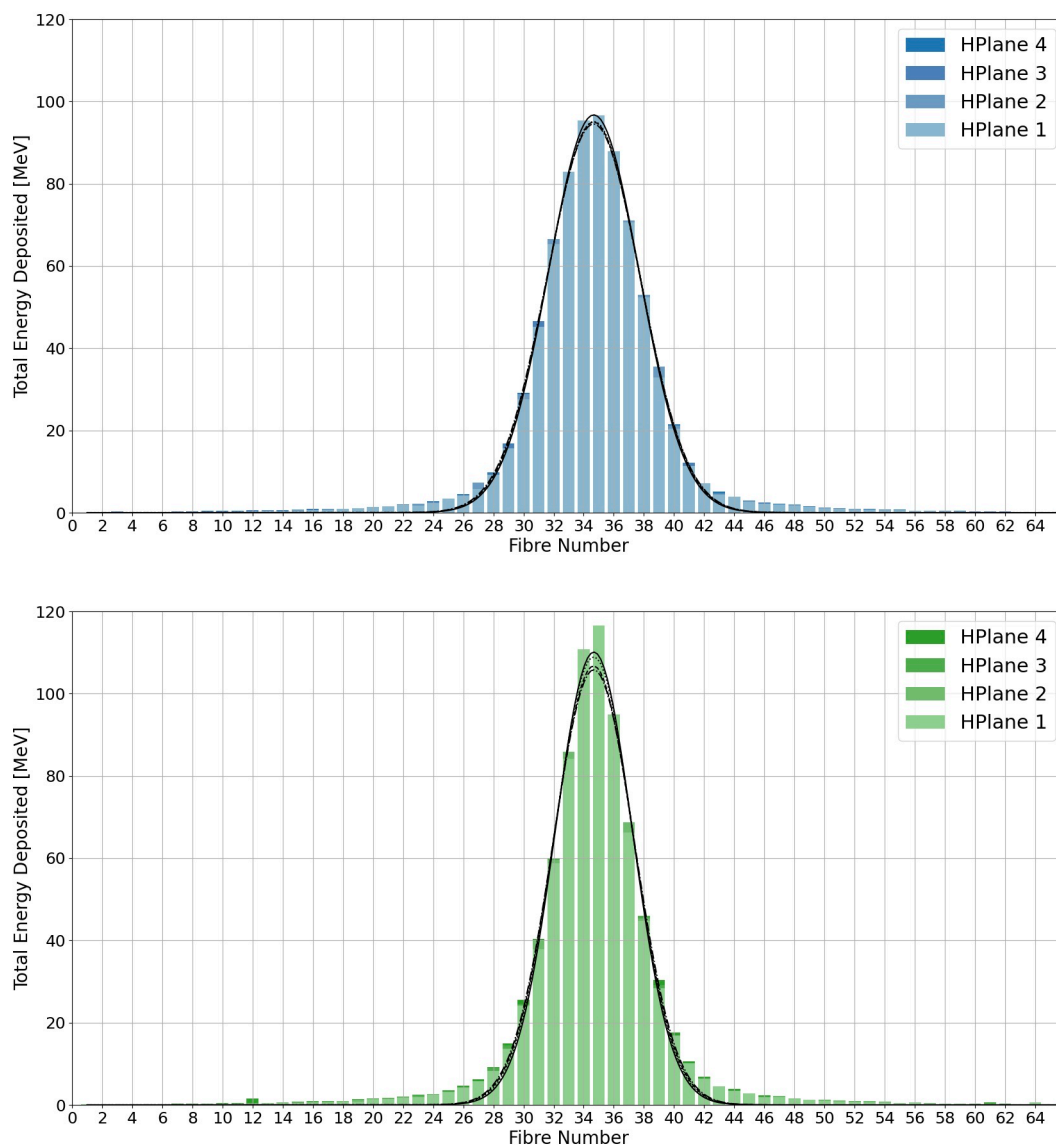 120
100
80
60
40
20
0
Total Energy Deposited [MeV]
HPlane 4
HPlane 3
HPlane 2
HPlane 1
0 2 4 6 8 10 12 14 16 18 20 22 24 26 28 30 32 34 36 38 40 42 44 46 48 50 52 54 56 58 60 62 64
Fibre Number
120
100
80
60
40
20
0
Total Energy Deposited [MeV]
HPlane 4
HPlane 3
HPlane 2
HPlane 1
0 2 4 6 8 10 12 14 16 18 20 22 24 26 28 30 32 34 36 38 40 42 44 46 48 50 52 54 56 58 60 62 64
Fibre Number